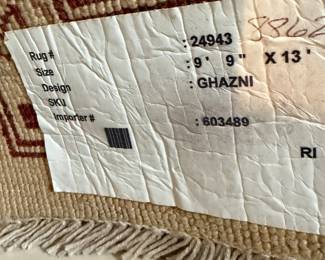 8862
Rug # : 24943
Size : 9' 9" X 13'
Design : GHAZNI
SKU
Importer # : 603489
RI